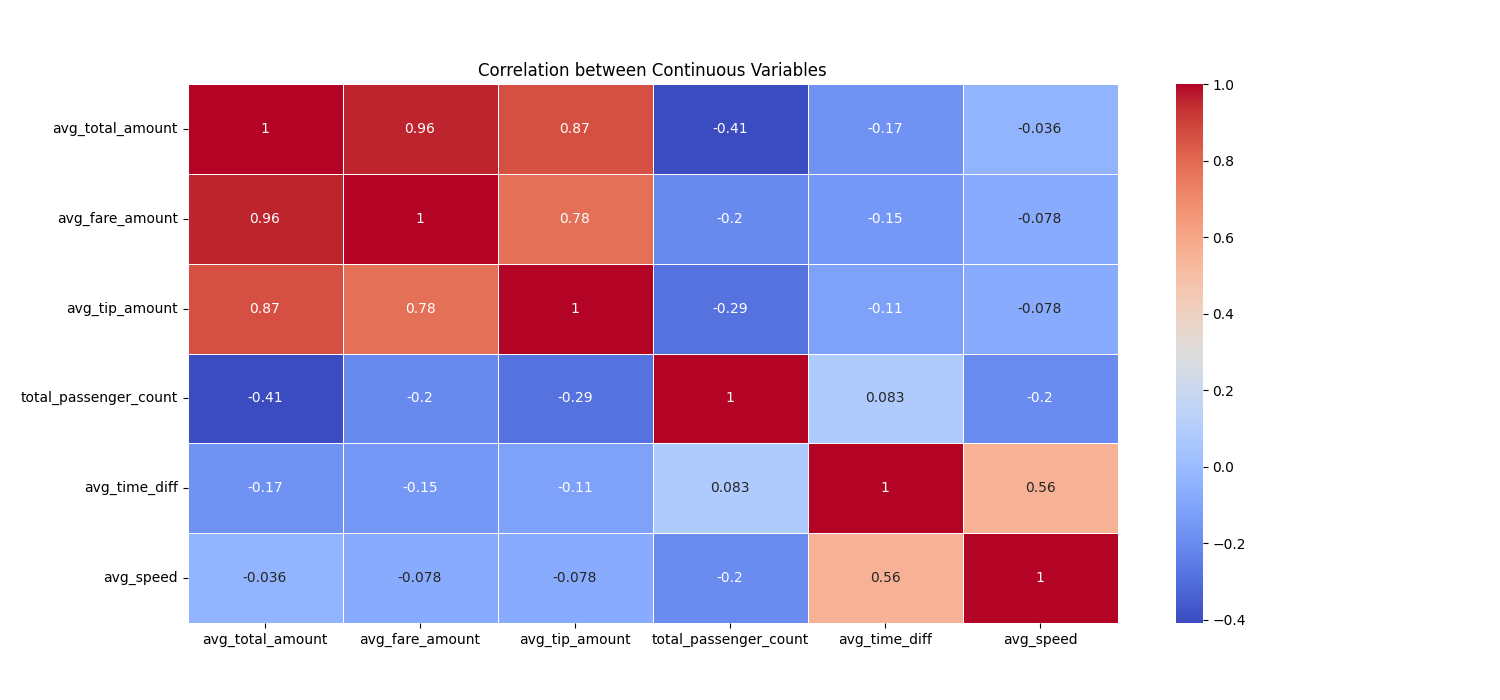 Correlation between Continuous Variables
avg_total_amount 1 0.96 0.87 -0.41 -0.17 -0.036
avg_fare_amount 0.96 1 0.78 -0.2 -0.15 -0.078
avg_tip_amount 0.87 0.78 1 -0.29 -0.11 -0.078
total_passenger_count -0.41 -0.2 -0.29 1 0.083 -0.2
avg_time_diff -0.17 -0.15 -0.11 0.083 1 0.56
avg_speed -0.036 -0.078 -0.078 -0.2 0.56 1
avg_total_amount avg_fare_amount avg_tip_amount total_passenger_count avg_time_diff avg_speed
1.0
0.8
0.6
0.4
0.2
0.0
−0.2
−0.4